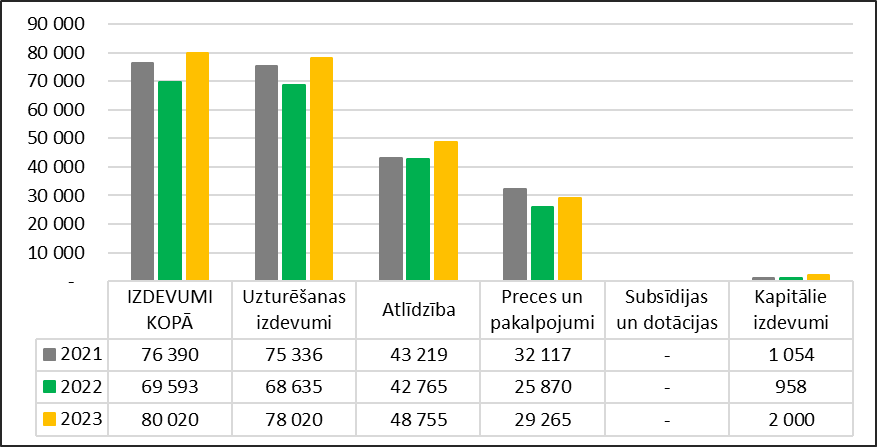 90 000
80 000
70 000
60 000
50 000
40 000
30 000
20 000
10 000
-
IZDEVUMI KOPĀ
Uzturēšanas izdevumi
Atlīdzība
Preces un pakalpojumi
Subsīdijas un dotācijas
Kapitālie izdevumi
2021 76 390 75 336 43 219 32 117 - 1 054
2022 69 593 68 635 42 765 25 870 - 958
2023 80 020 78 020 48 755 29 265 - 2 000